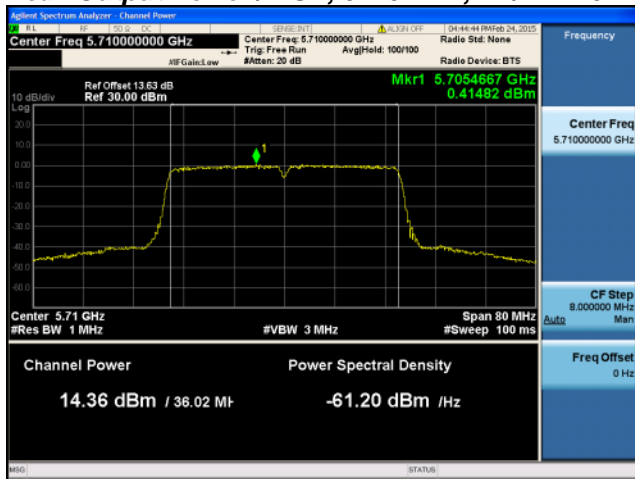 Agilent Spectrum Analyzer - Channel Power
RL RF 50 Ω DC SENSE:INT ALIGN OFF 04:44:44 PM Feb 24, 2015
Center Freq 5.710000000 GHz
Center Freq: 5.710000000 GHz
Radio Std: None
Trig: Free Run Avg|Hold: 100/100
#IFGain:Low #Atten: 20 dB Radio Device: BTS
Frequency
Mkr1 5.7054667 GHz
0.41482 dBm
Ref Offset 13.63 dB
10 dB/div Ref 30.00 dBm
Log
20.0
10.0
0.00
-10.0
-20.0
-30.0
-40.0
-50.0
-60.0
1
Center 5.71 GHz Span 80 MHz
#Res BW 1 MHz #VBW 3 MHz #Sweep 100 ms
Channel Power
14.36 dBm / 36.02 MH
Power Spectral Density
-61.20 dBm /Hz
Center Freq
5.710000000 GHz
CF Step
8.000000 MHz
Auto Man
Freq Offset
0 Hz
MSG STATUS